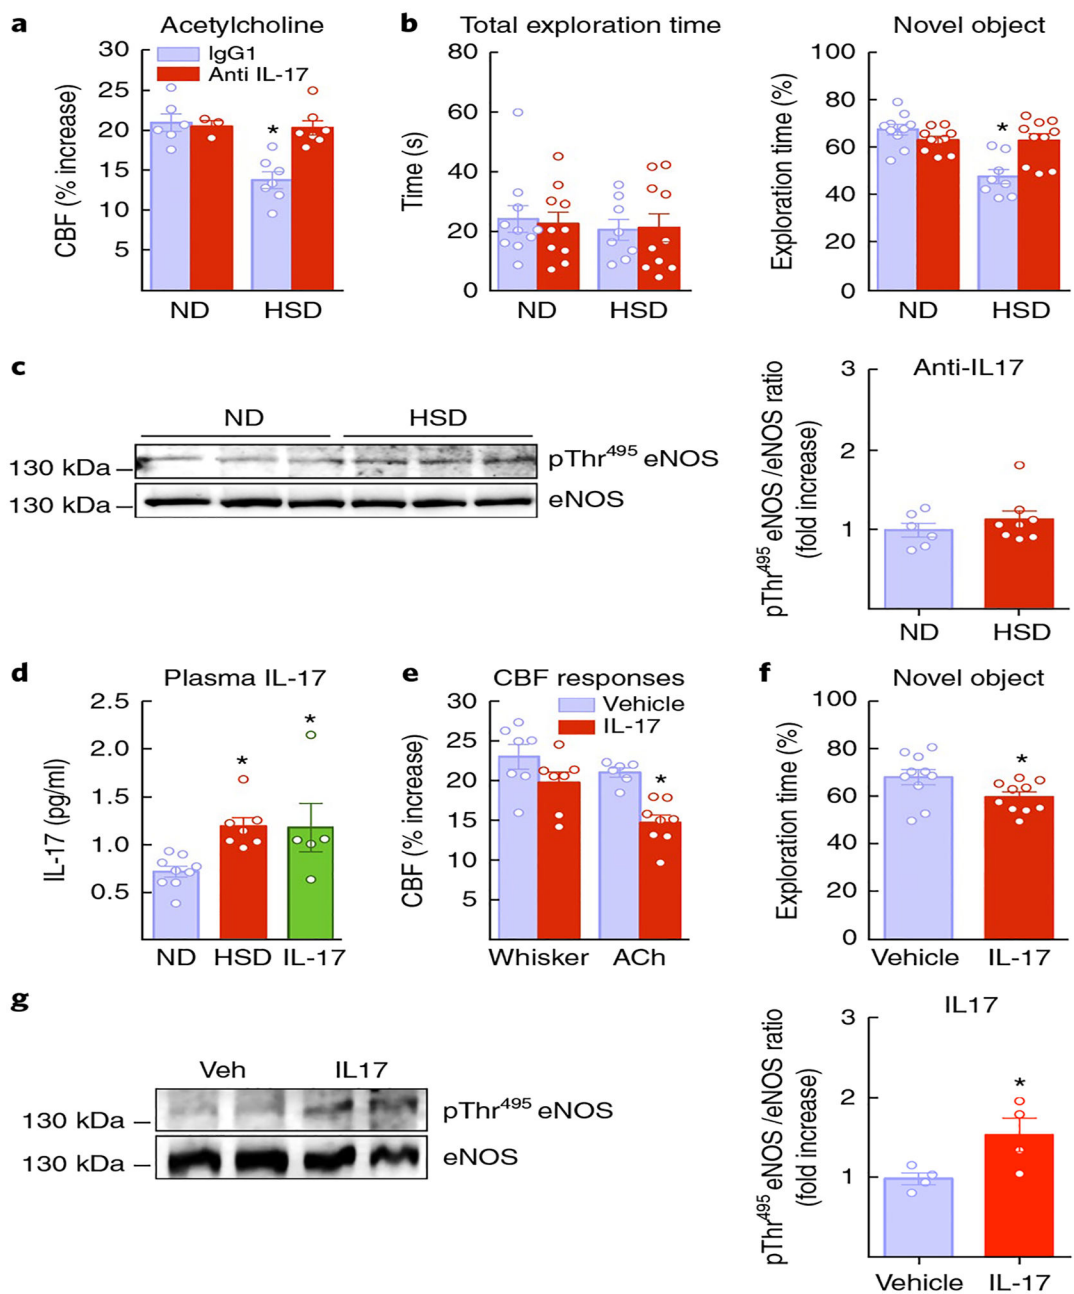 a Acetylcholine
IgG1
Anti IL-17
CBF (% increase)
30
25
20
15
10
5
*
ND HSD
b Total exploration time
Time (s)
80
60
40
20
0
ND HSD
Novel object
Exploration time (%)
100
80
60
40
20
0
*
ND HSD
c
ND HSD
130 kDa
pThr495 eNOS
130 kDa
eNOS
Anti-IL17
pThr495 eNOS /eNOS ratio
(fold increase)
3
2
1
ND HSD
d Plasma IL-17
IL-17 (pg/ml)
2.5
2.0
1.5
1.0
0.5
*
*
ND HSD IL-17
e CBF responses
Vehicle
IL-17
CBF (% increase)
30
25
20
15
10
5
*
Whisker ACh
f Novel object
Exploration time (%)
100
80
60
40
20
0
*
Vehicle IL-17
g
Veh IL17
130 kDa
pThr495 eNOS
130 kDa
eNOS
IL17
pThr495 eNOS /eNOS ratio
(fold increase)
3
2
1
*
Vehicle IL-17